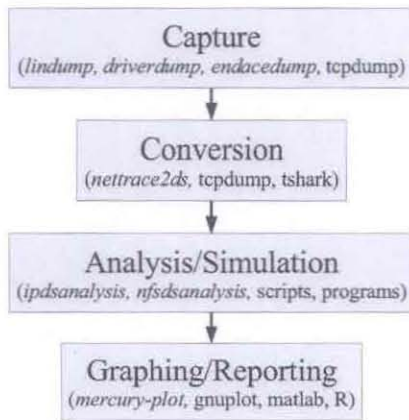 Capture
(lindump, driverdump, endacedump, tcpdump)
Conversion
(nettrace2ds, tcpdump, tshark)
Analysis/Simulation
(ipdsanalysis, nfsdsanalysis, scripts, programs)
Graphing/Reporting
(mercury-plot, gnuplot, matlab, R)